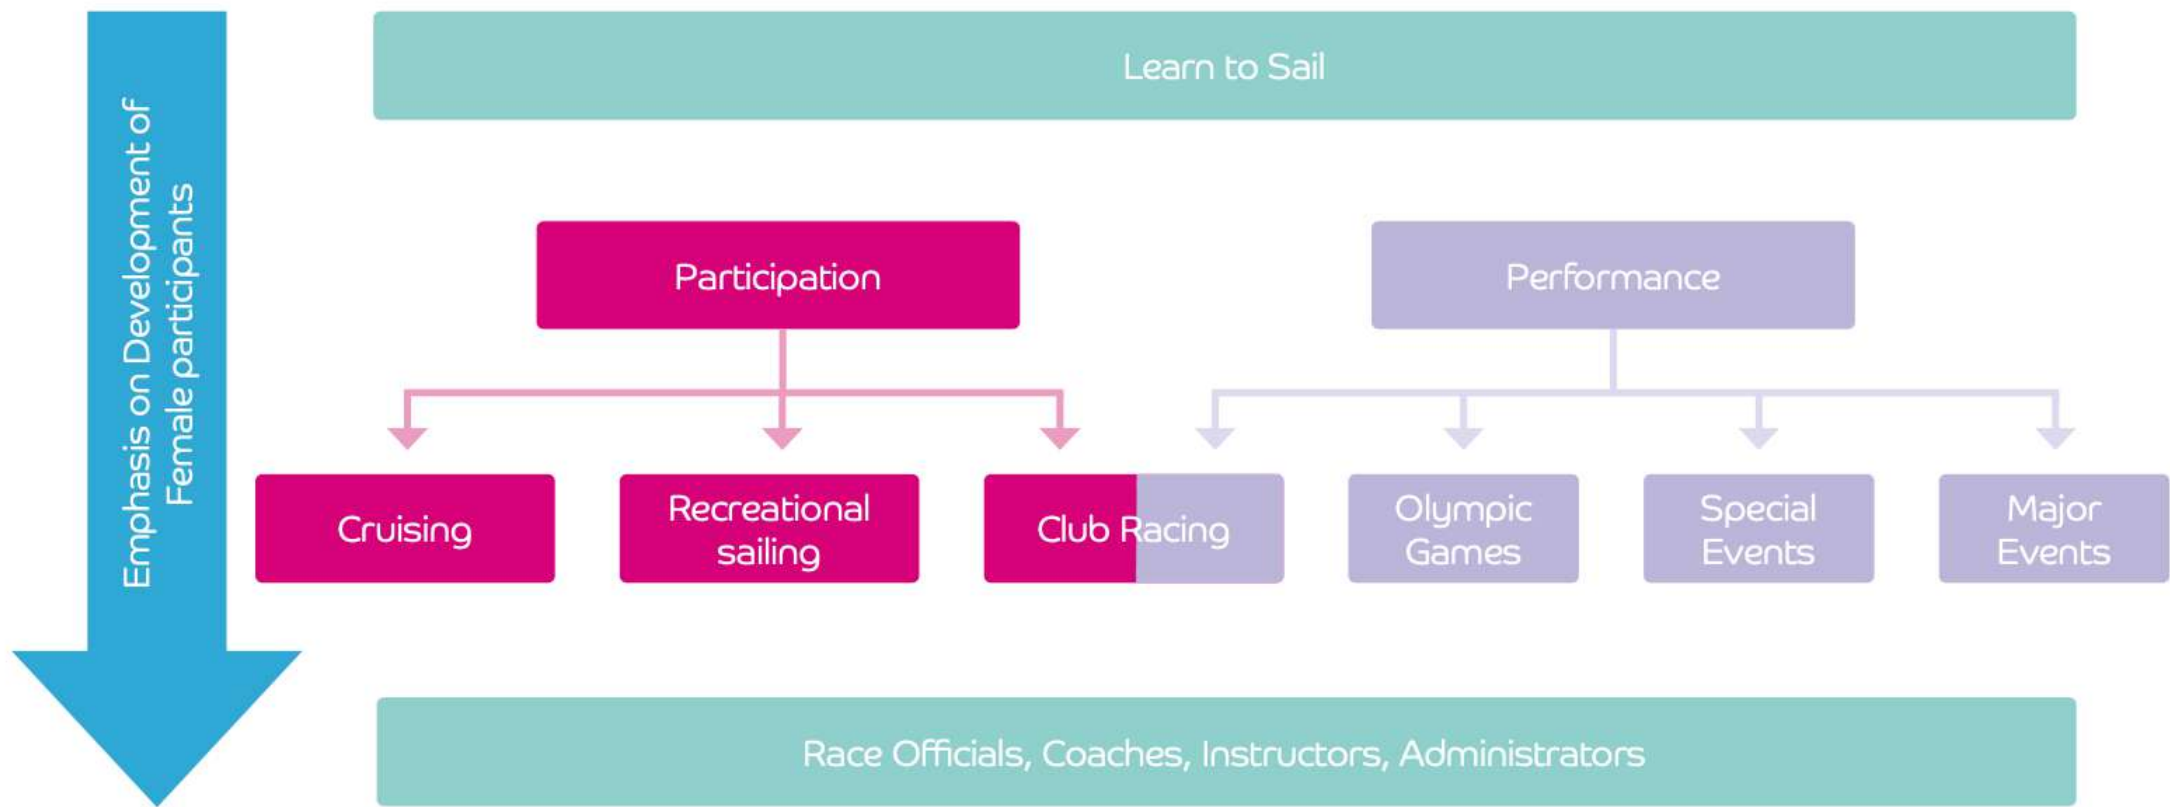 Emphasis on Development of
Female participants
Learn to Sail
Participation
Performance
Cruising
Recreational
sailing
Club Racing
Olympic
Games
Special
Events
Major
Events
Race Officials, Coaches, Instructors, Administrators